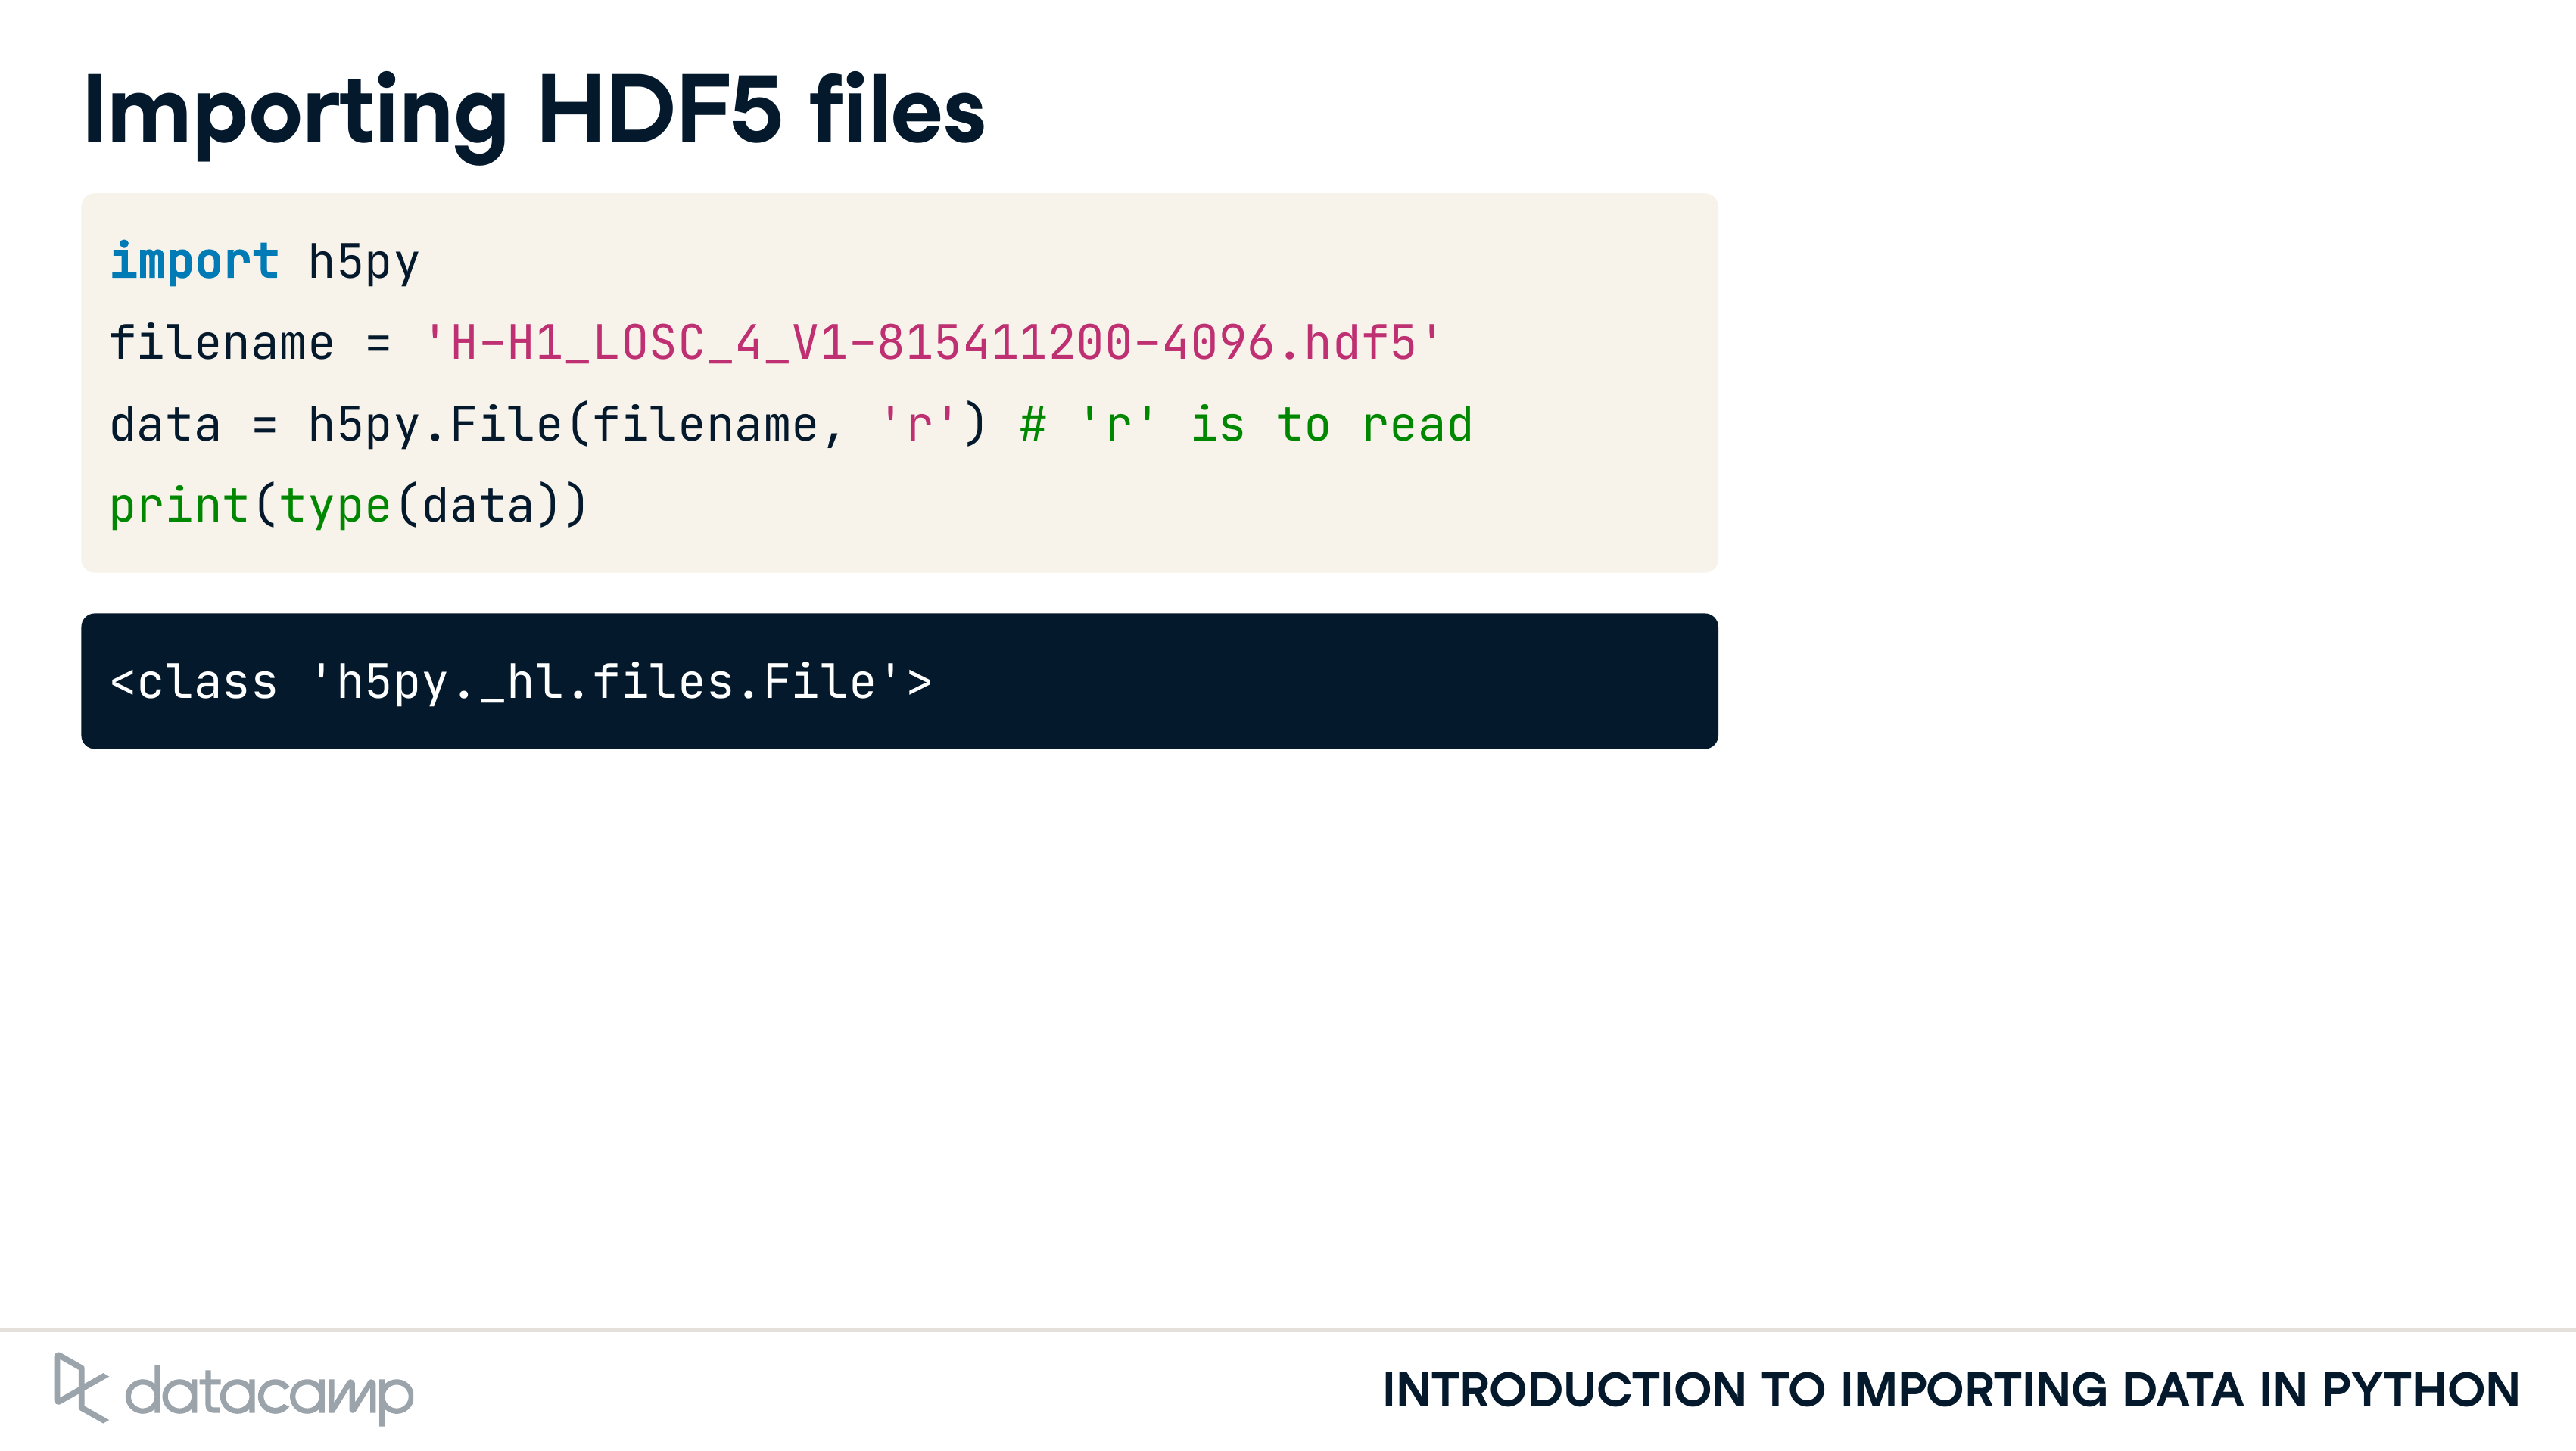 Importing HDF5 files
import h5py
filename = 'H-H1_LOSC_4_V1-815411200-4096.hdf5'
data = h5py.File(filename, 'r') # 'r' is to read
print(type(data))
<class 'h5py._hl.files.File'>
datacamp
INTRODUCTION TO IMPORTING DATA IN PYTHON